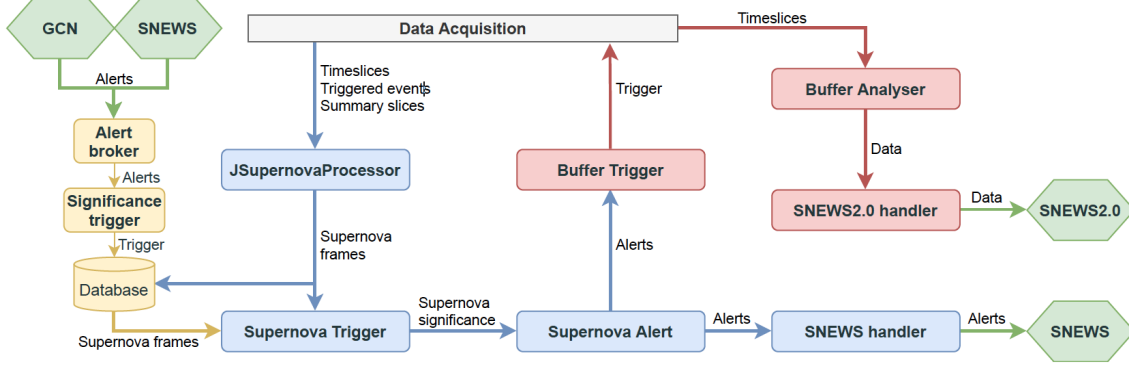 GCN
SNEWS
Data Acquisition
Timeslices
Alerts
Timeslices
Triggered events
Summary slices
Trigger
Buffer Analyser
Alert
broker
Data
JSupernovaProcessor
Buffer Trigger
Alerts
Significance
trigger
SNEWS2.0 handler
Data
SNEWS2.0
Trigger
Supernova
frames
Alerts
Database
Supernova frames
Supernova Trigger
Supernova
significance
Supernova Alert
Alerts
SNEWS handler
Alerts
SNEWS